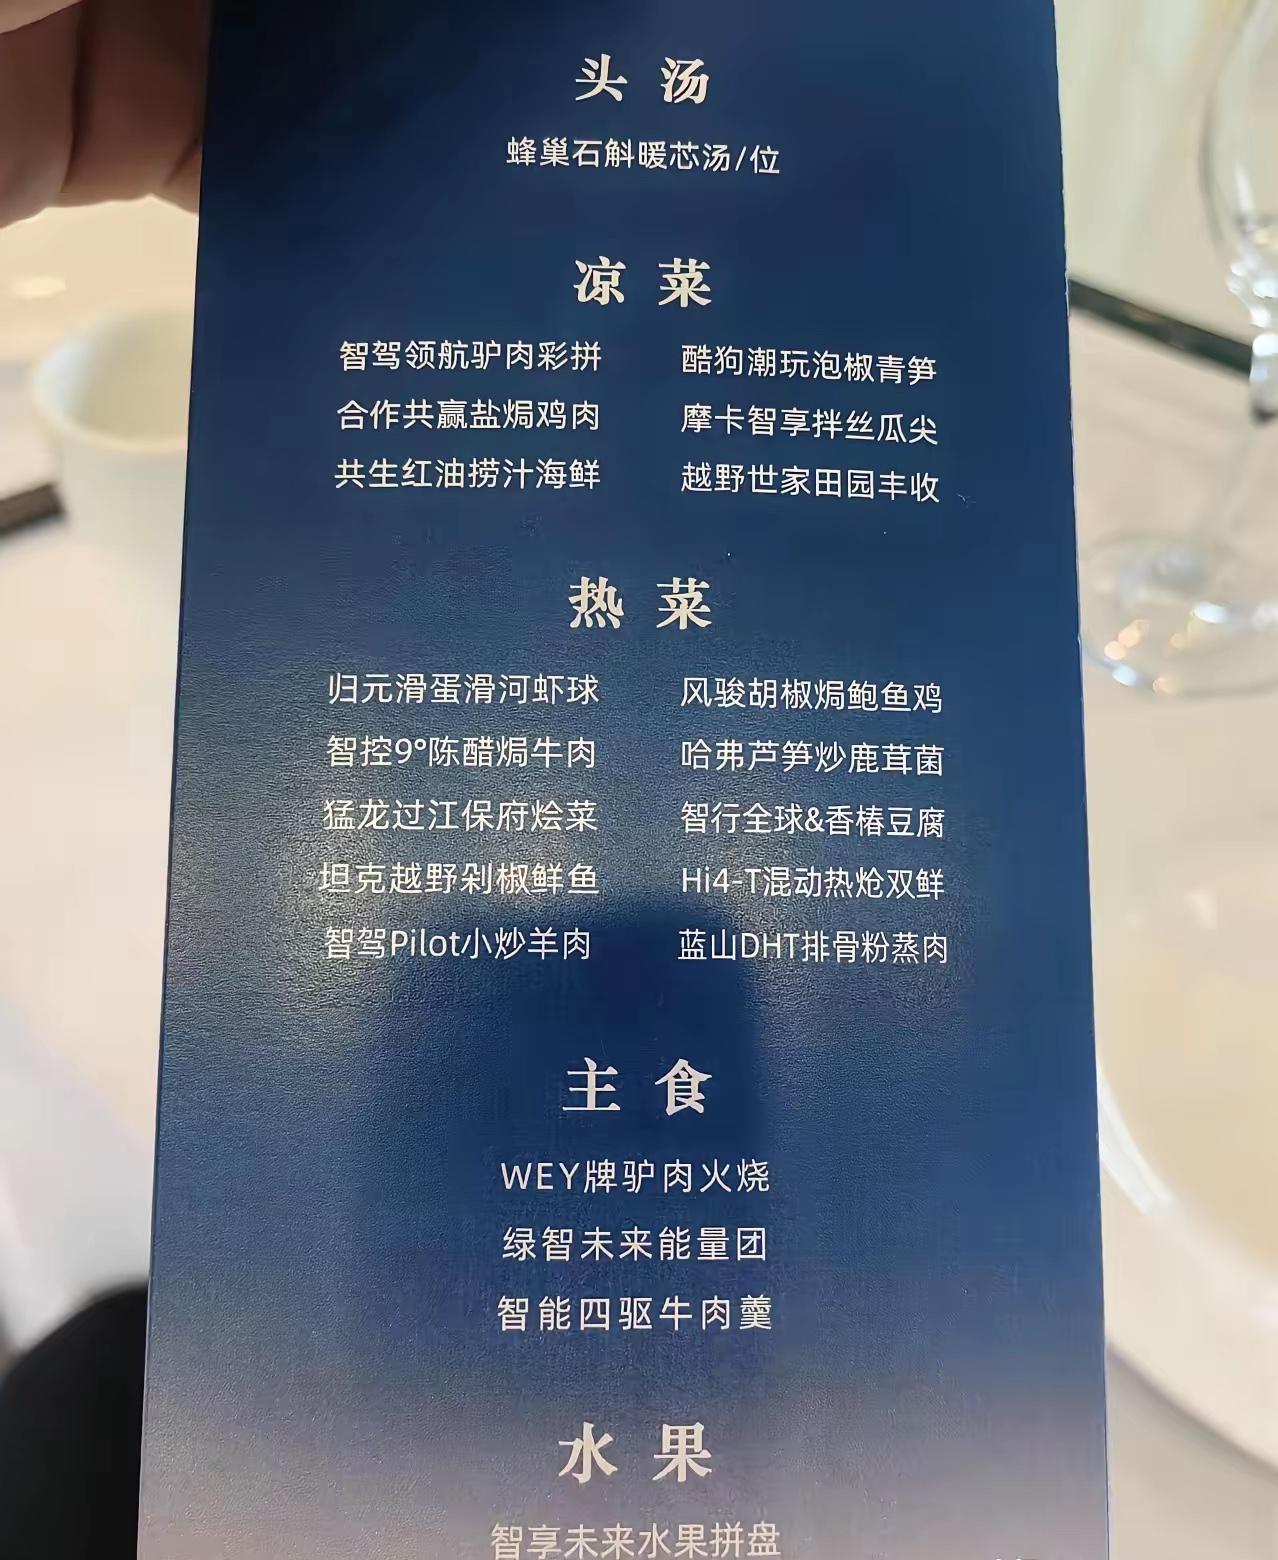 头汤
蜂巢石斛暖芯汤/位
凉菜
智驾领航驴肉彩拼 酷狗潮玩泡椒青笋
合作共赢盐焗鸡肉 摩卡智享拌丝瓜尖
共生红油捞汁海鲜 越野世家田园丰收
热菜
归元滑蛋滑河虾球 风骏胡椒焗鲍鱼鸡
智控9°陈醋焗牛肉 哈弗芦笋炒鹿茸菌
猛龙过江保府烩菜 智行全球&香椿豆腐
坦克越野剁椒鲜鱼 Hi4-T混动热炝双鲜
智驾Pilot小炒羊肉 蓝山DHT排骨粉蒸肉
主食
WEY牌驴肉火烧
绿智未来能量团
智能四驱牛肉羹
水果
智享未来水果拼盘